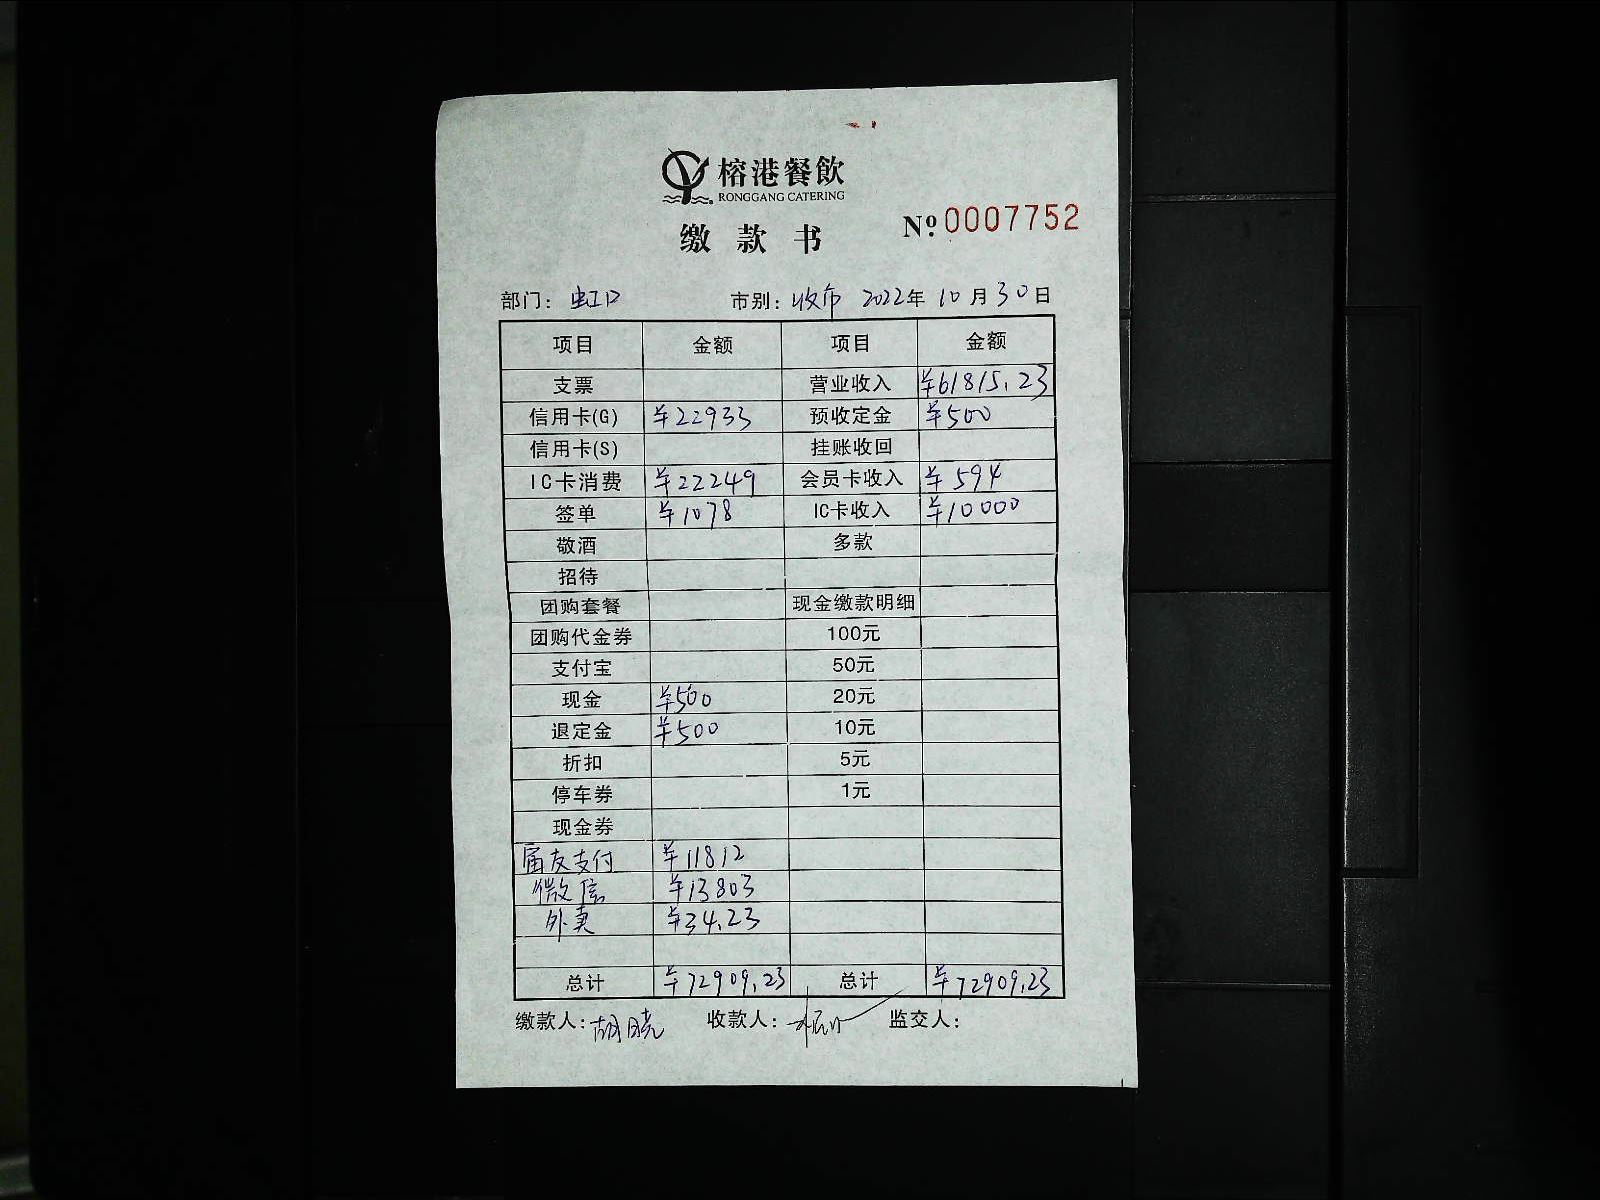 榕港餐飲
RONGGANG CATERING
缴款书
№ 0007752
部门: 虹口 市别: 收市 2022年10月30日
项目 金额 项目 金额
支票 营业收入 ¥61815.23
信用卡(G) ¥22933 预收定金 ¥500
信用卡(S) 挂账收回
IC卡消费 ¥22249 会员卡收入 ¥594
签单 ¥1078 IC卡收入 ¥10000
敬酒 多款
招待
团购套餐 现金缴款明细
团购代金券 100元
支付宝 50元
现金 ¥500 20元
退定金 ¥500 10元
折扣 5元
停车券 1元
现金券
友支付 ¥11812
微信 ¥13803
外卖 ¥34.23
总计 ¥72909.23 总计 ¥72909.23
缴款人: 胡晓 收款人: 监交人: